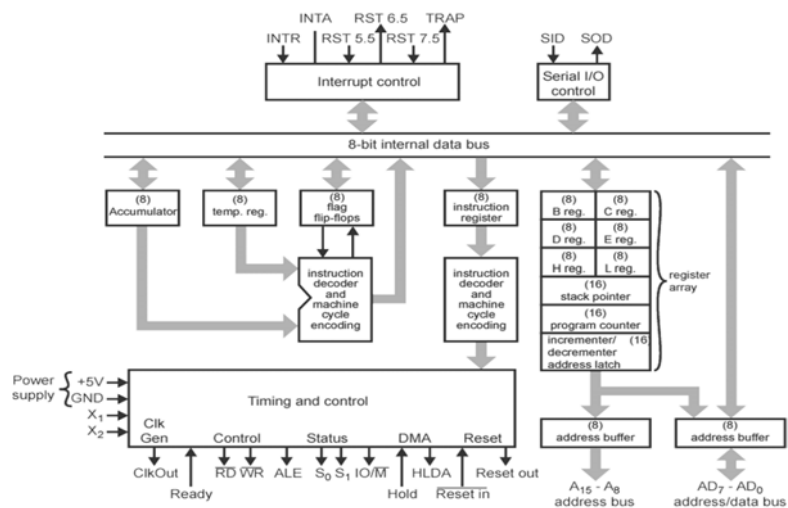 INTA RST 6.5 TRAP
INTR RST 5.5 RST 7.5
SID SOD
Interrupt control
Serial I/O
control
8-bit internal data bus
(8)
Accumulator
(8)
temp. reg.
(8)
flag
flip-flops
(8)
instruction
register
(8)
B reg.
(8)
C reg.
(8)
D reg.
(8)
E reg.
(8)
H reg.
(8)
L reg.
(16)
stack pointer
(16)
program counter
incrementer/ (16)
decrementer
address latch
register
array
instruction
decoder
and
machine
cycle
encoding
instruction
decoder
and
machine
cycle
encoding
Power
supply
+5V
GND
X₁
X₂
Timing and control
Clk
Gen Control Status DMA Reset
ClkOut R̅D̅ W̅R̅ ALE S₀ S₁ IO/M̅ HLDA Reset out
Ready Hold R̅e̅s̅e̅t̅ i̅n̅
(8)
address buffer
(8)
address buffer
A₁₅ - A₈
address bus
AD₇ - AD₀
address/data bus